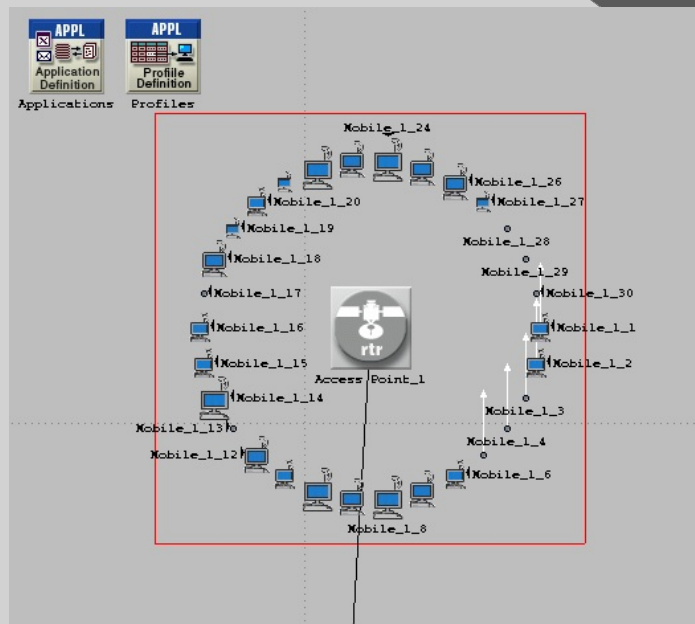 APPL
Application
Definition
Applications
APPL
Profile
Definition
Profiles
Mobile_1_24
Mobile_1_26
Mobile_1_20
Mobile_1_27
Mobile_1_19
Mobile_1_28
Mobile_1_18
Mobile_1_29
Mobile_1_17
Mobile_1_30
Mobile_1_16
Mobile_1_1
rtr
Mobile_1_15
Mobile_1_2
Access Point_1
Mobile_1_14
Mobile_1_3
Mobile_1_13
Mobile_1_4
Mobile_1_12
Mobile_1_6
Mobile_1_8